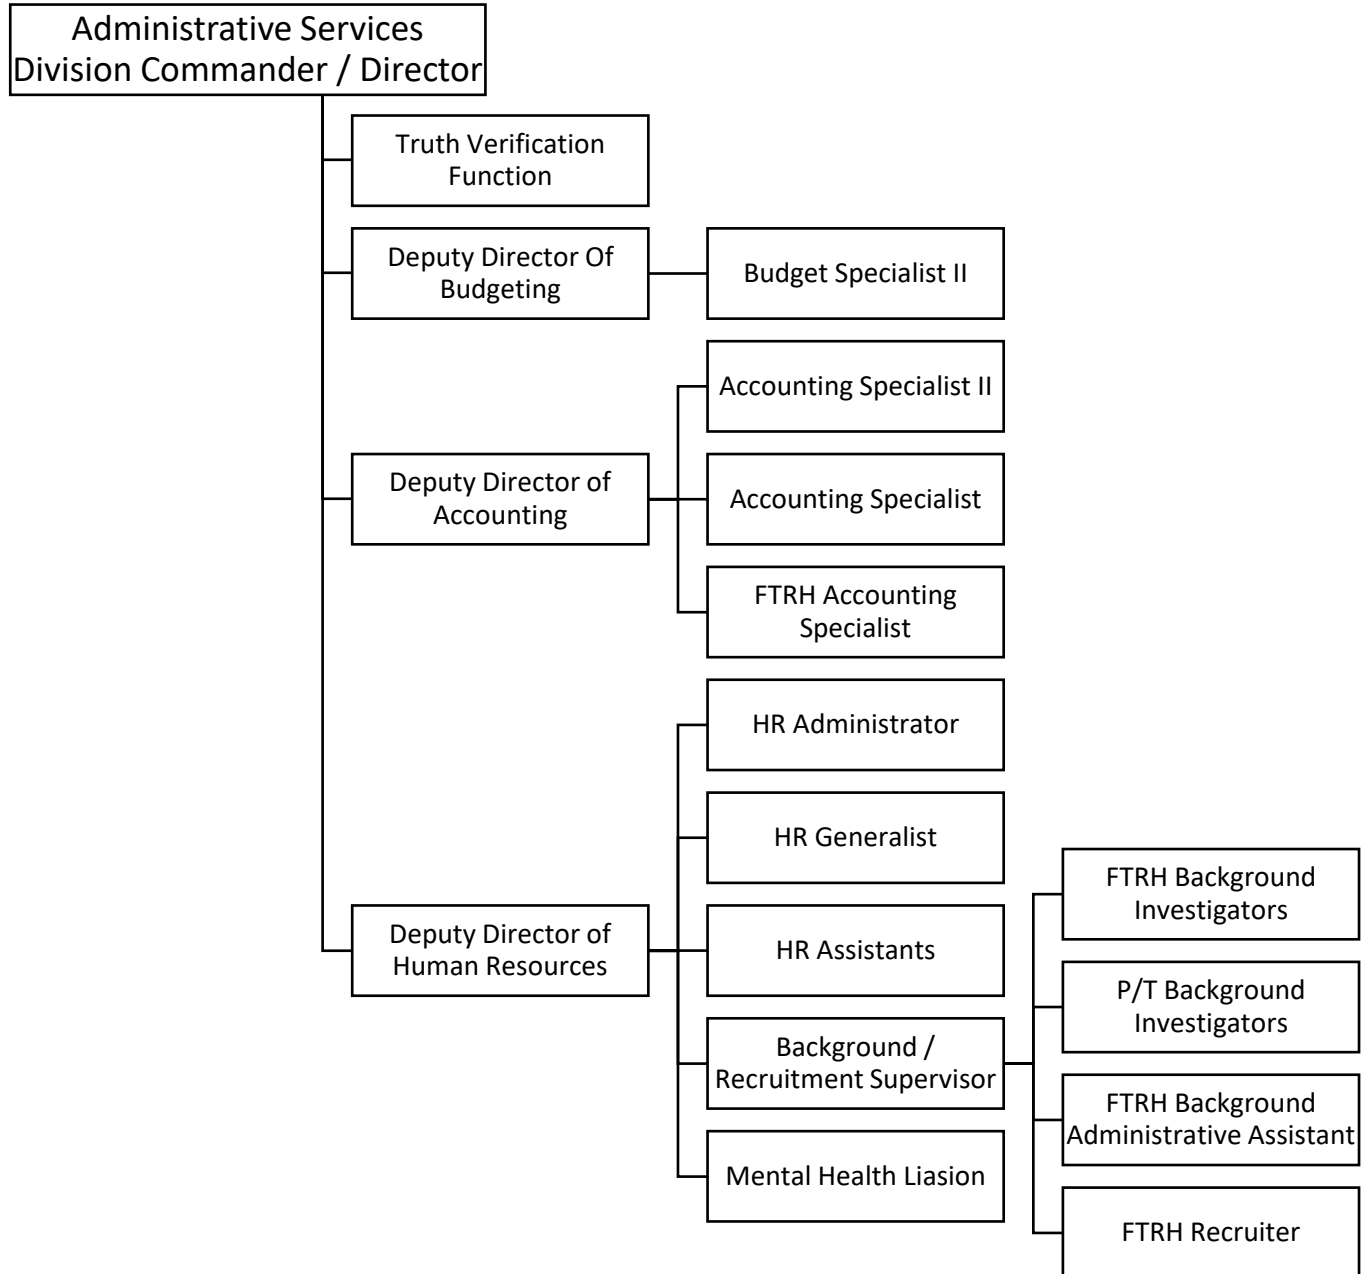 Administrative Services
Division Commander / Director
Truth Verification
Function
Deputy Director Of
Budgeting
Budget Specialist II
Deputy Director of
Accounting
Accounting Specialist II
Accounting Specialist
FTRH Accounting
Specialist
Deputy Director of
Human Resources
HR Administrator
HR Generalist
HR Assistants
Background /
Recruitment Supervisor
FTRH Background
Investigators
P/T Background
Investigators
FTRH Background
Administrative Assistant
FTRH Recruiter
Mental Health Liasion